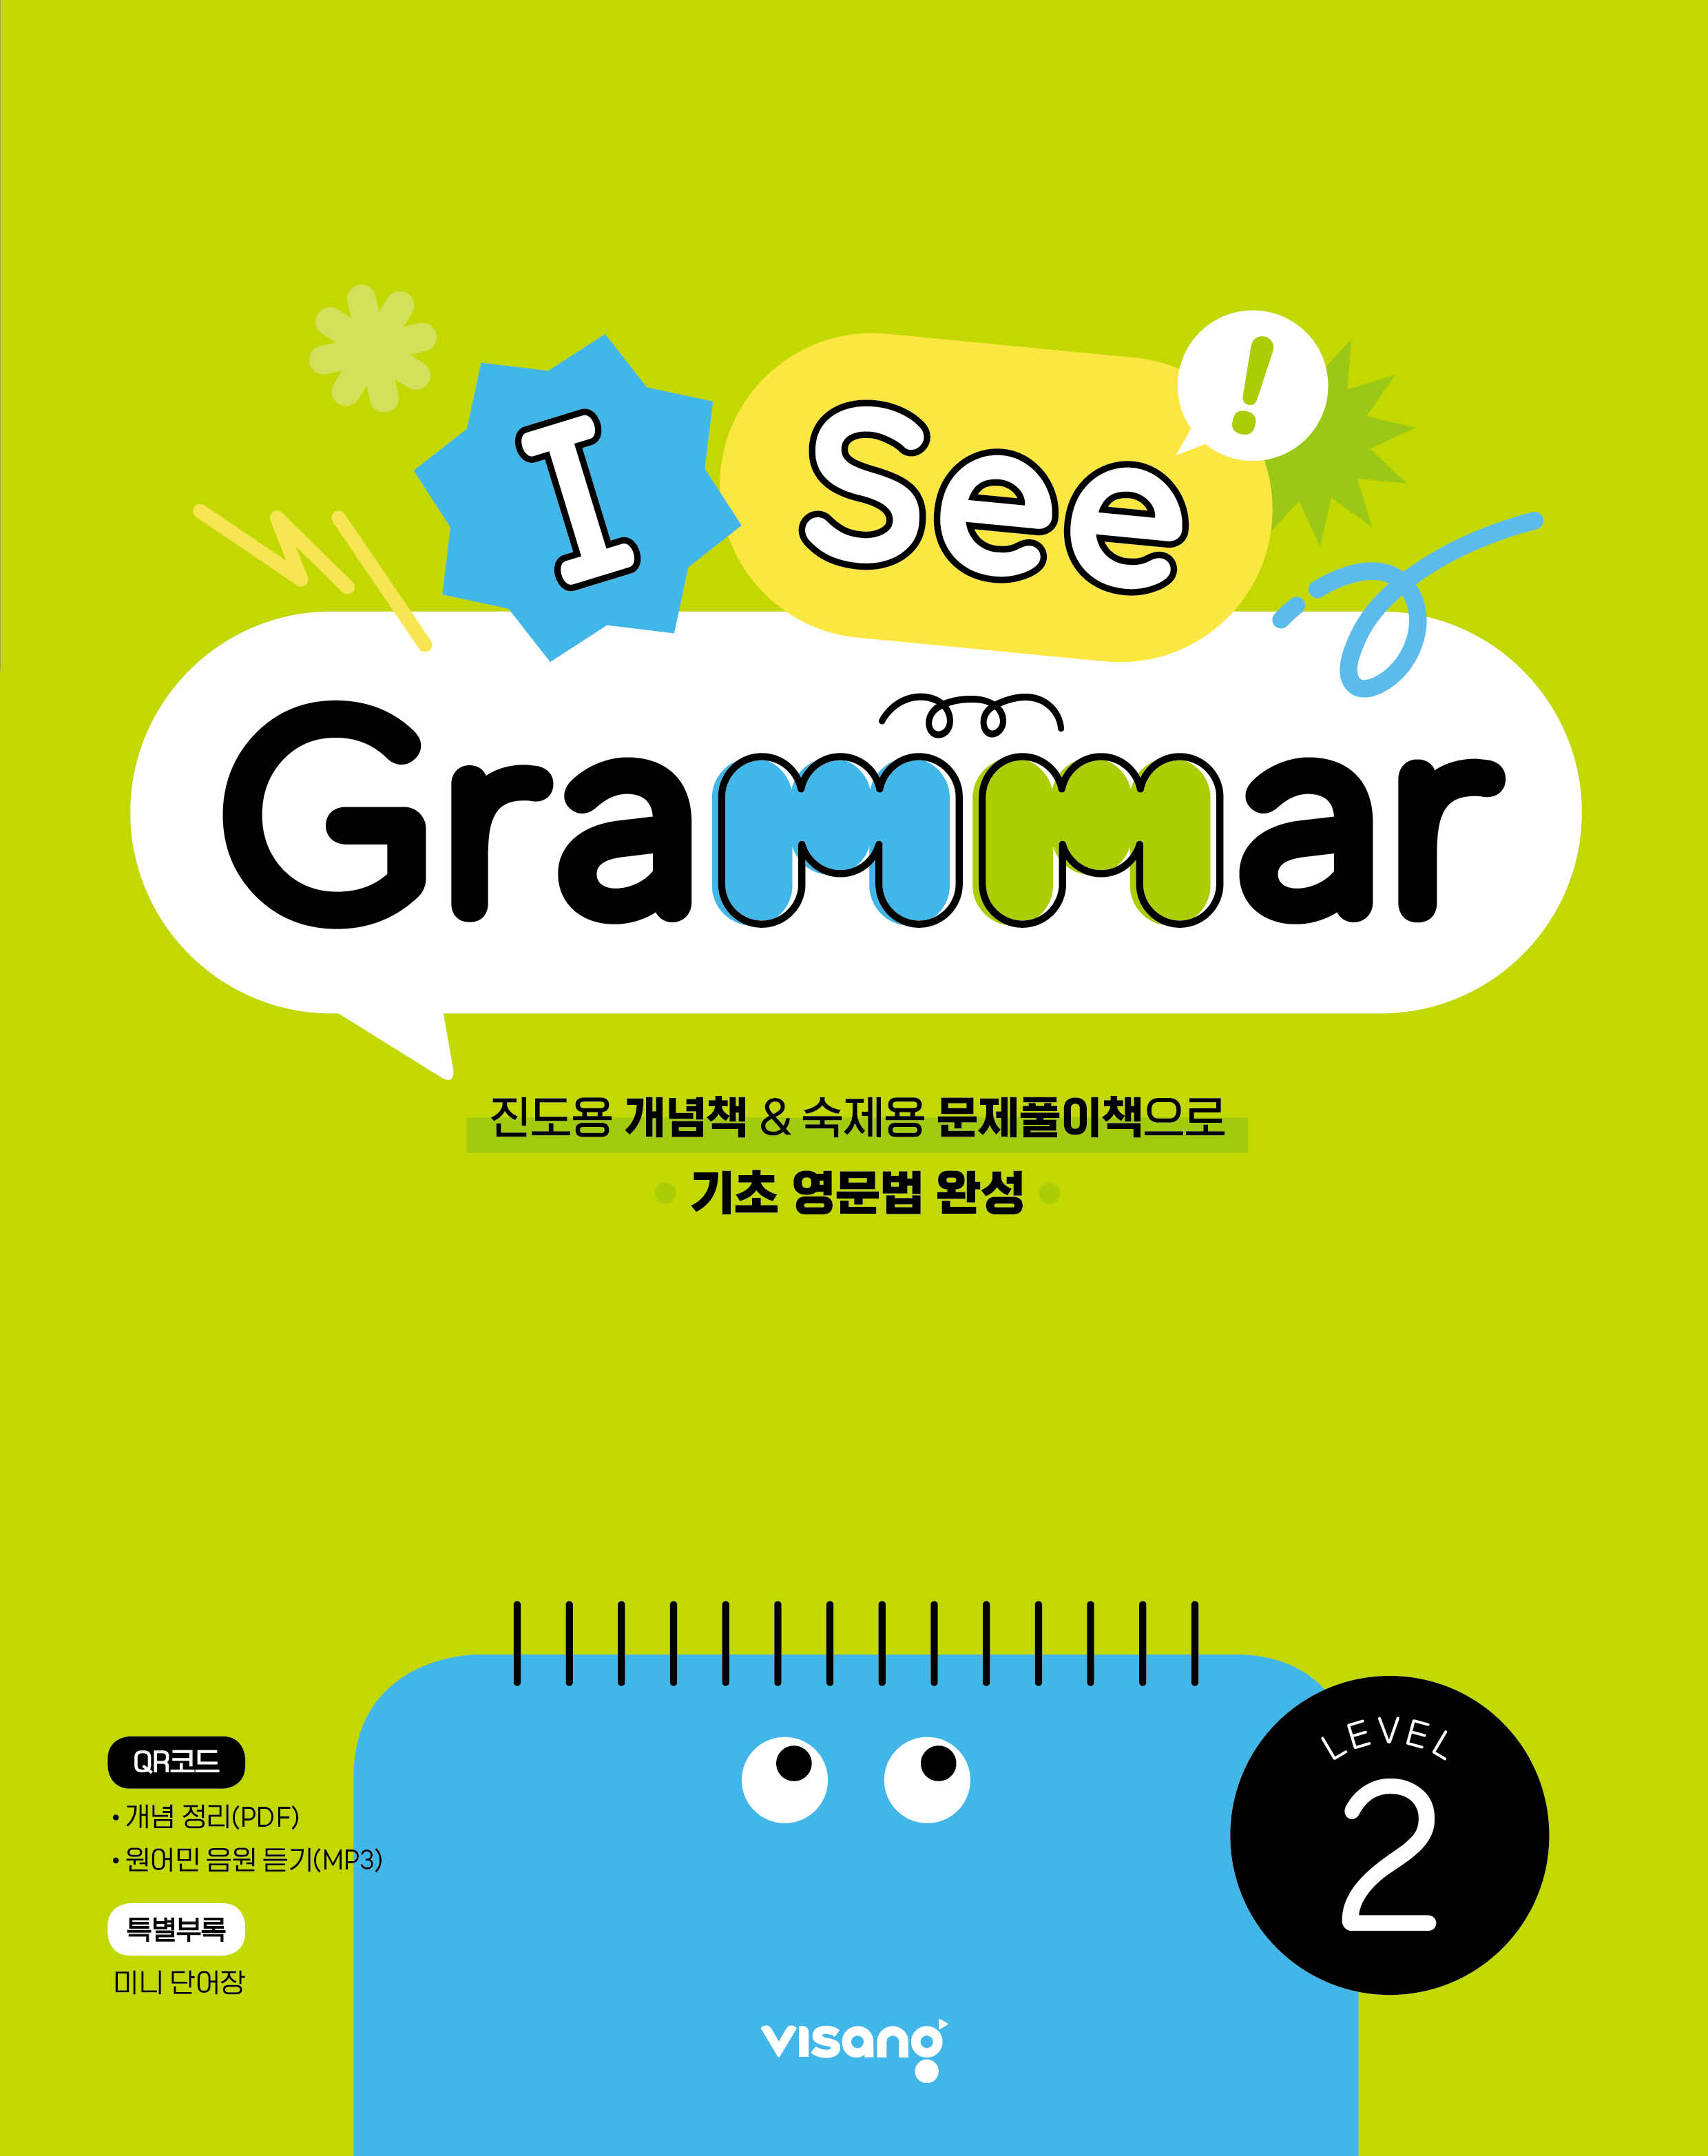 I See !
Grammar
진도용 개념책 & 숙제용 문제풀이책으로
기초 영문법 완성
QR코드
• 개념 정리(PDF)
• 원어민 음원 듣기(MP3)
특별부록
미니 단어장
LEVEL
2
visang